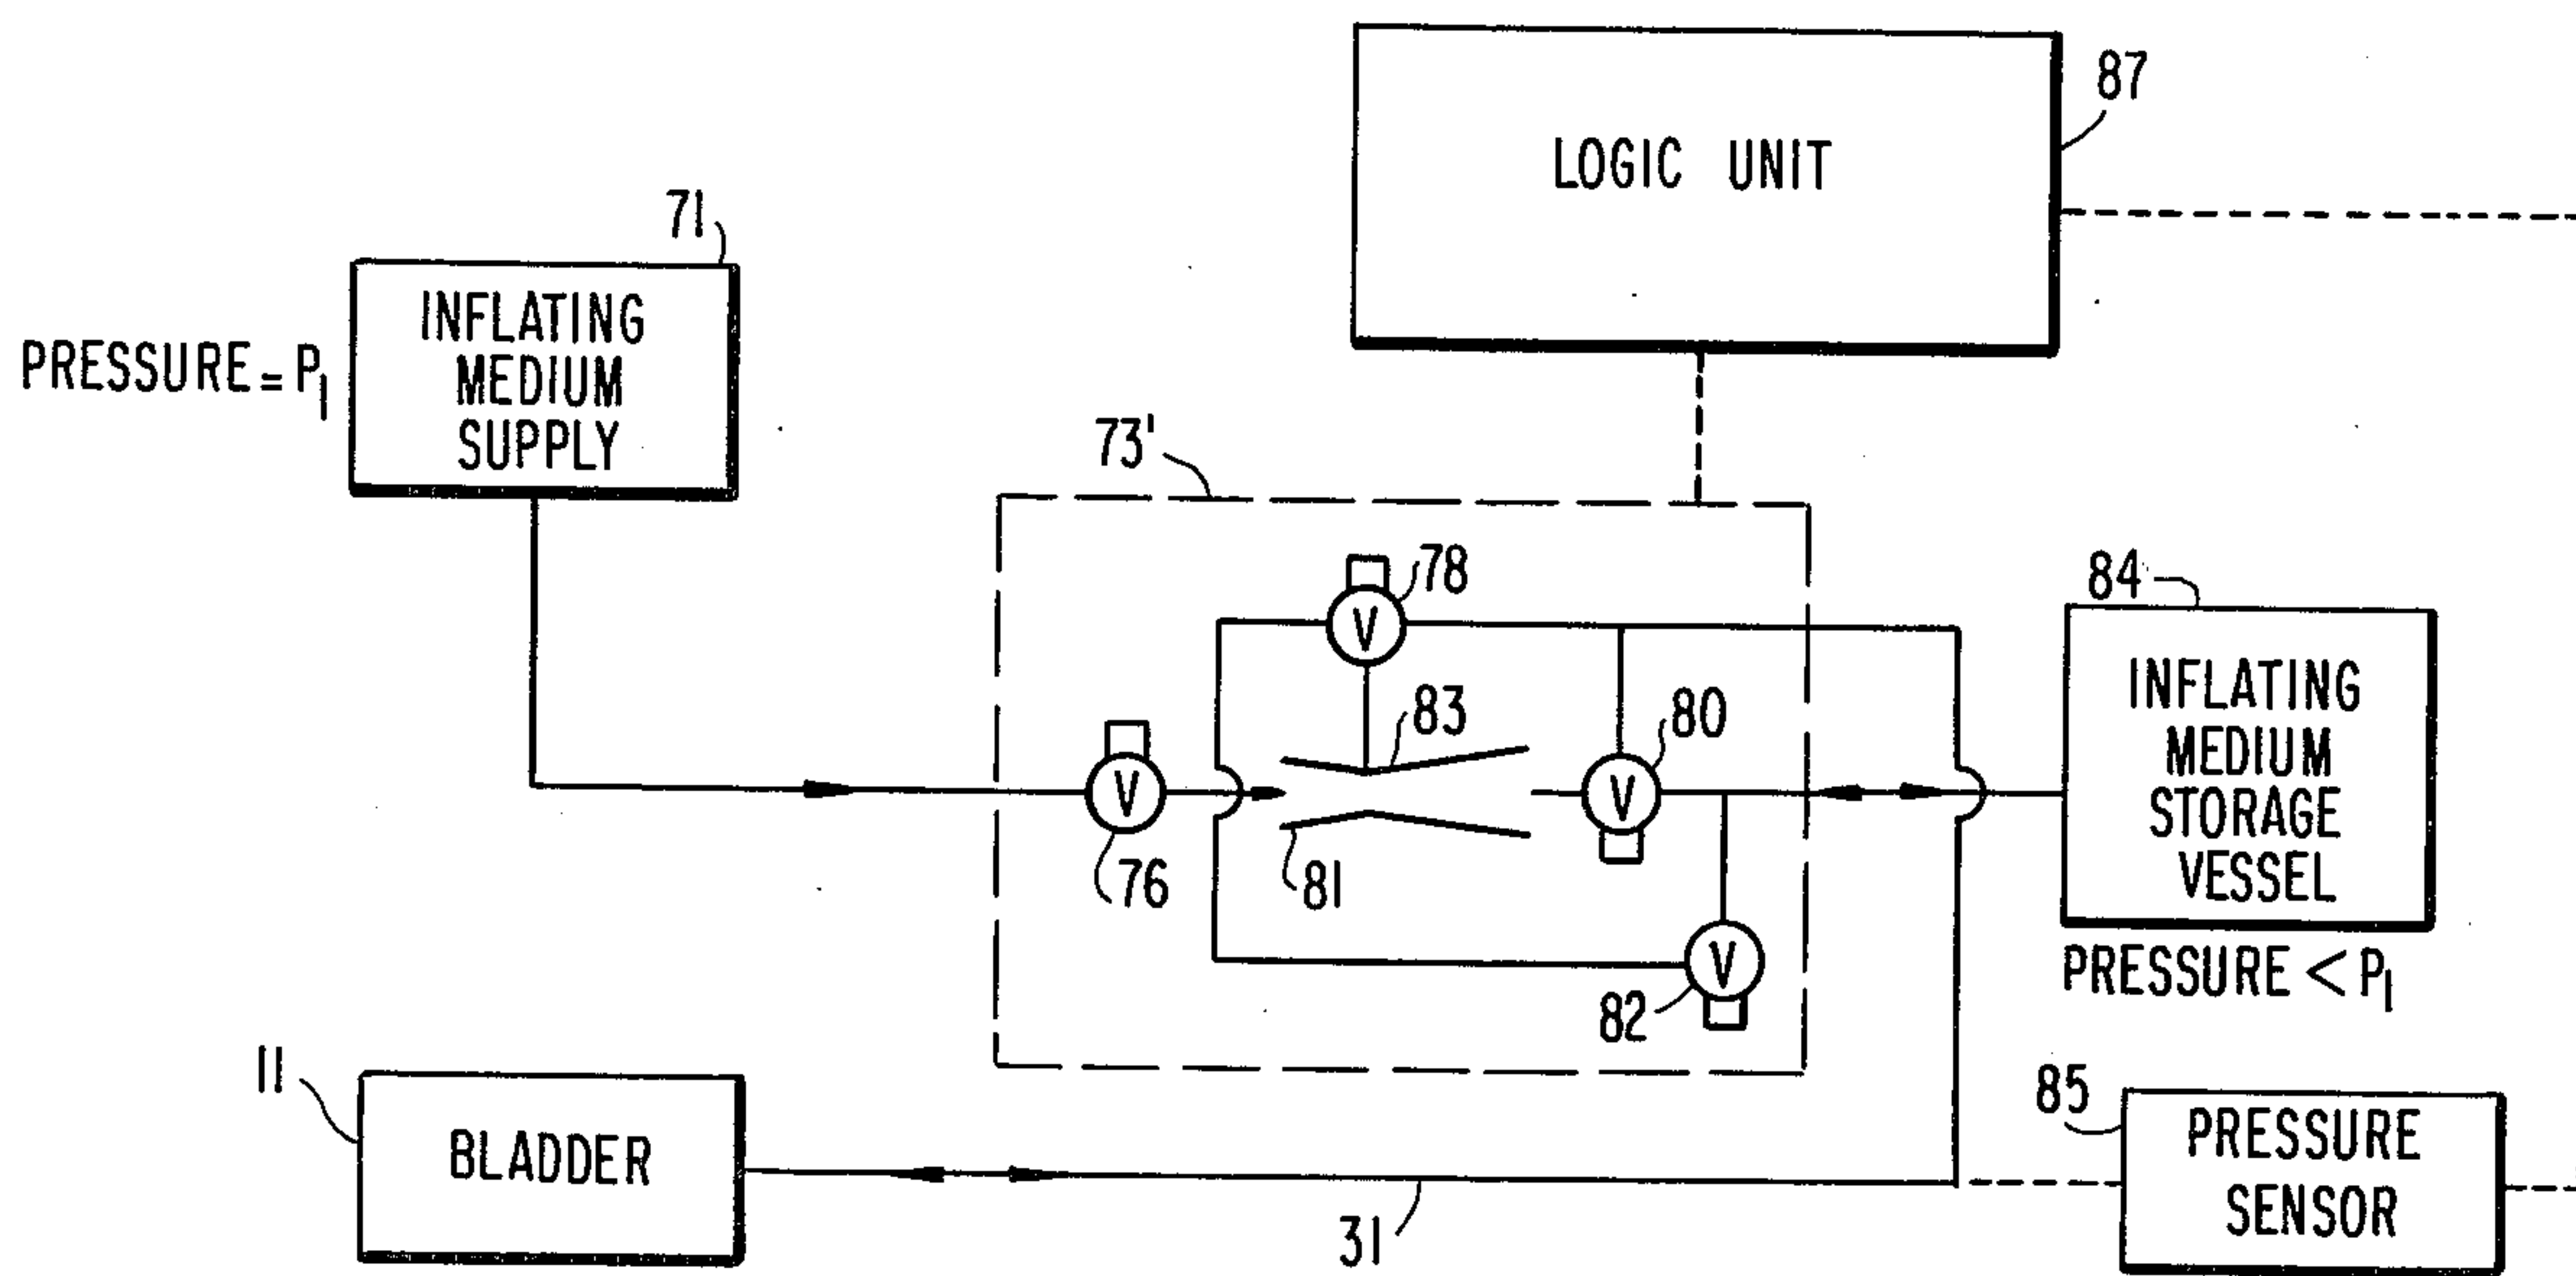 LOGIC UNIT
87
71
INFLATING
MEDIUM
SUPPLY
PRESSURE = P1
73'
78
V
83
80
V
V
76
81
V
82
84
INFLATING
MEDIUM
STORAGE
VESSEL
PRESSURE < P1
11
BLADDER
31
85
PRESSURE
SENSOR